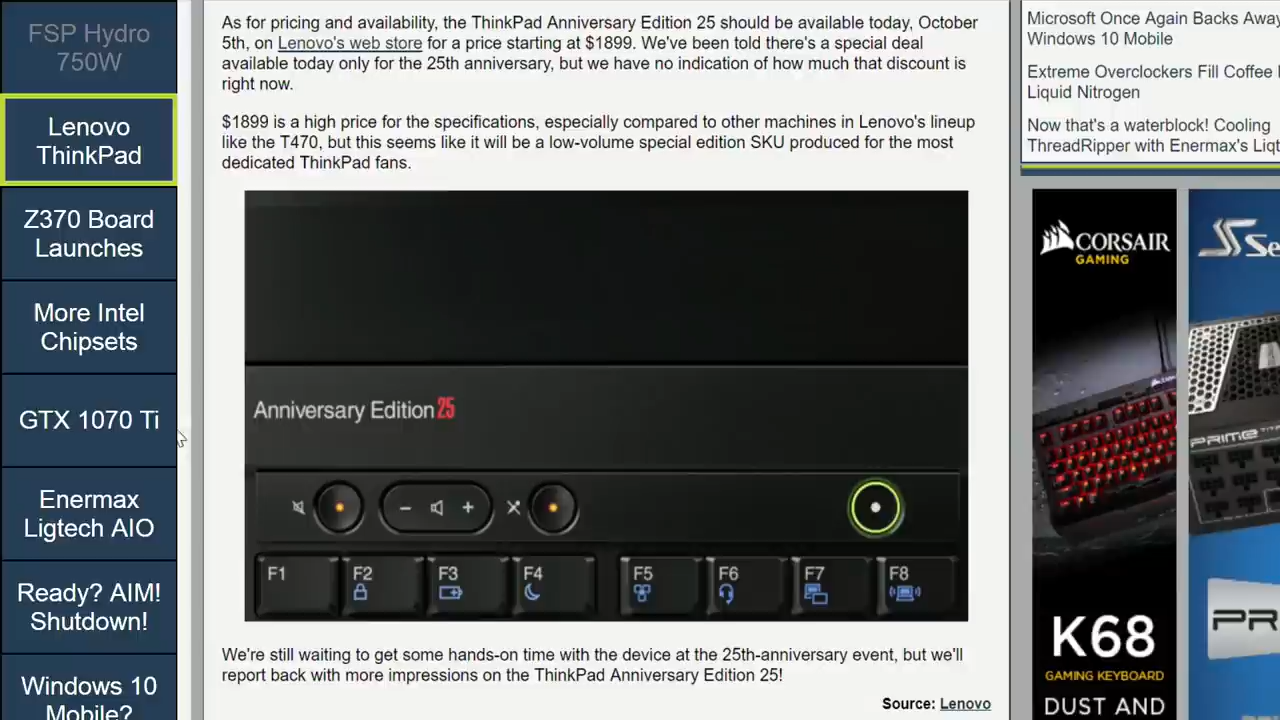 FSP Hydro
750W
Lenovo
ThinkPad
Z370 Board
Launches
More Intel
Chipsets
GTX 1070 Ti
Enermax
Ligtech AIO
Ready? AIM!
Shutdown!
Windows 10
Mobile?
As for pricing and availability, the ThinkPad Anniversary Edition 25 should be available today, October
5th, on Lenovo's web store for a price starting at $1899. We've been told there's a special deal
available today only for the 25th anniversary, but we have no indication of how much that discount is
right now.
$1899 is a high price for the specifications, especially compared to other machines in Lenovo's lineup
like the T470, but this seems like it will be a low-volume special edition SKU produced for the most
dedicated ThinkPad fans.
Anniversary Edition 25
F1
F2
F3
F4
F5
F6
F7
F8
We're still waiting to get some hands-on time with the device at the 25th-anniversary event, but we'll
report back with more impressions on the ThinkPad Anniversary Edition 25!
Source: Lenovo
Microsoft Once Again Backs Away
Windows 10 Mobile
Extreme Overclockers Fill Coffee
Liquid Nitrogen
Now that's a waterblock! Cooling
ThreadRipper with Enermax's Liqt
CORSAIR
GAMING
K68
GAMING KEYBOARD
DUST AND
Se
PRIME
PR